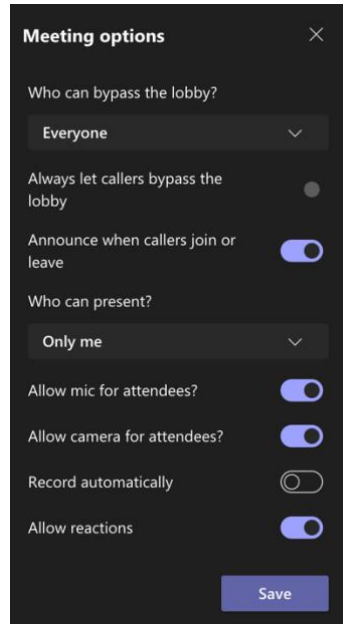 Meeting options
Who can bypass the lobby?
Everyone
Always let callers bypass the
lobby
Announce when callers join or
leave
Who can present?
Only me
Allow mic for attendees?
Allow camera for attendees?
Record automatically
Allow reactions
Save